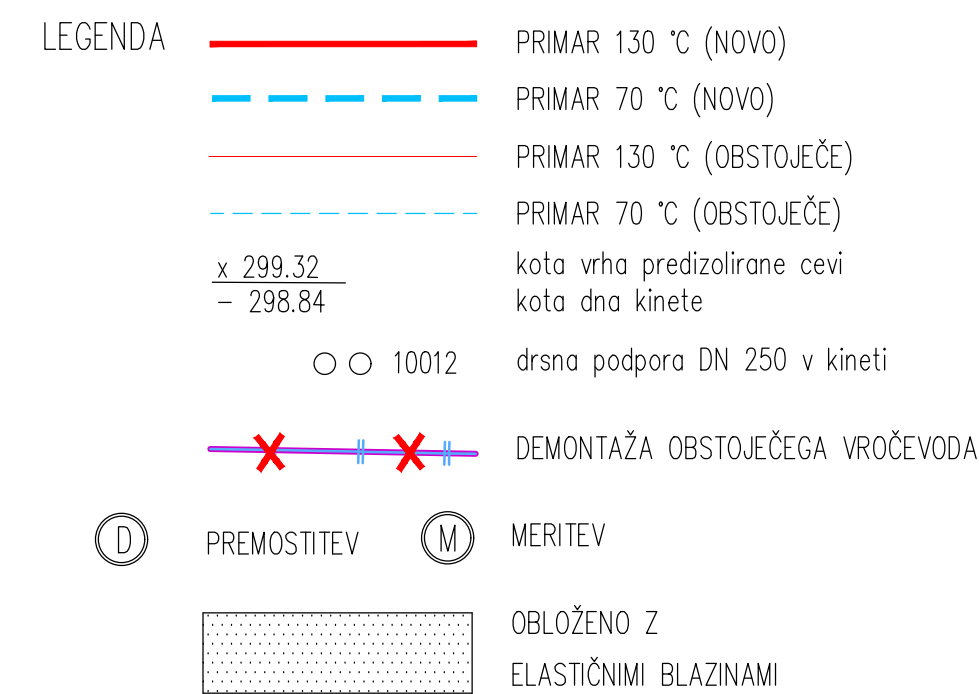 LEGENDA
PRIMAR 130 °C (NOVO)
PRIMAR 70 °C (NOVO)
PRIMAR 130 °C (OBSTOJEČE)
PRIMAR 70 °C (OBSTOJEČE)
x 299.32
kota vrha predizolirane cevi
– 298.84
kota dna kinete
10012
drsna podpora DN 250 v kineti
DEMONTAŽA OBSTOJEČEGA VROČEVODA
D
PREMOSTITEV
M
MERITEV
OBLOŽENO Z
ELASTIČNIMI BLAZINAMI